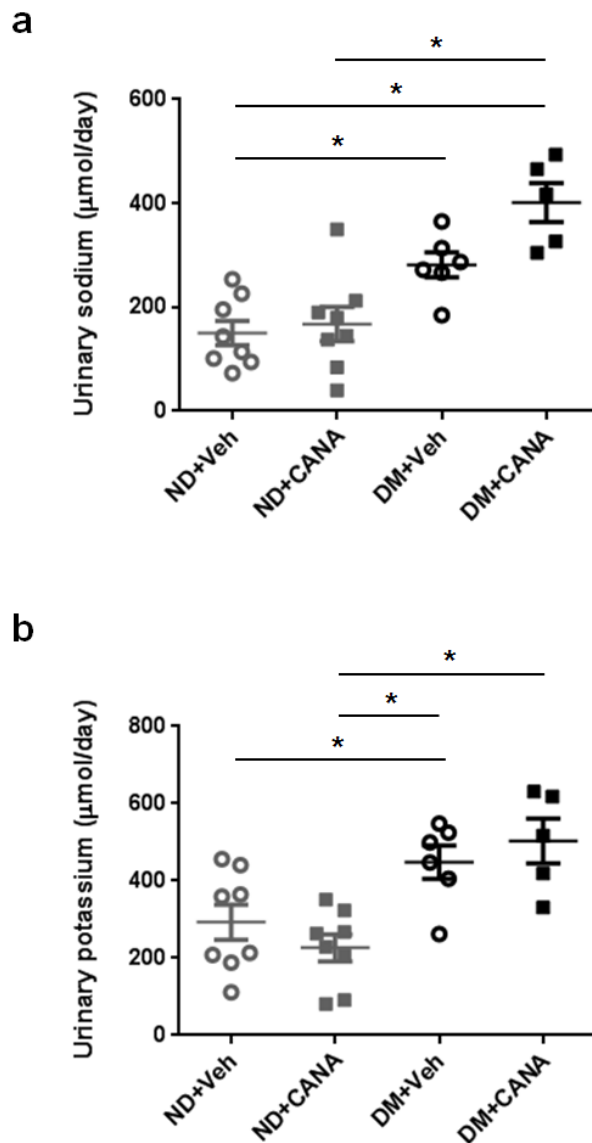 a
*
*
*
600
400
200
0
Urinary sodium (µmol/day)
ND+Veh
ND+CANA
DM+Veh
DM+CANA
b
*
*
*
800
600
400
200
0
Urinary potassium (µmol/day)
ND+Veh
ND+CANA
DM+Veh
DM+CANA